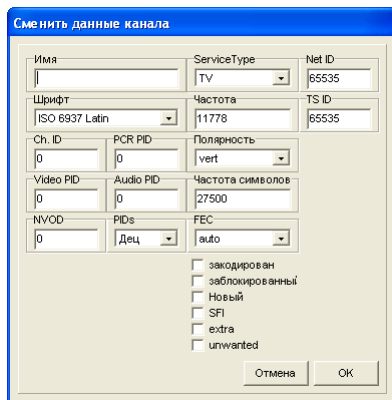 Сменить данные канала
Имя
ServiceType
Net ID
TV
65535
Шрифт
Частота
TS ID
ISO 6937 Latin
11778
65535
Ch. ID
PCR PID
Полярность
0
0
vert
Video PID
Audio PID
Частота символов
0
0
27500
NVOD
PIDs
FEC
0
Дец
auto
закодирован
заблокированный
Новый
SFI
extra
unwanted
Отмена
OK